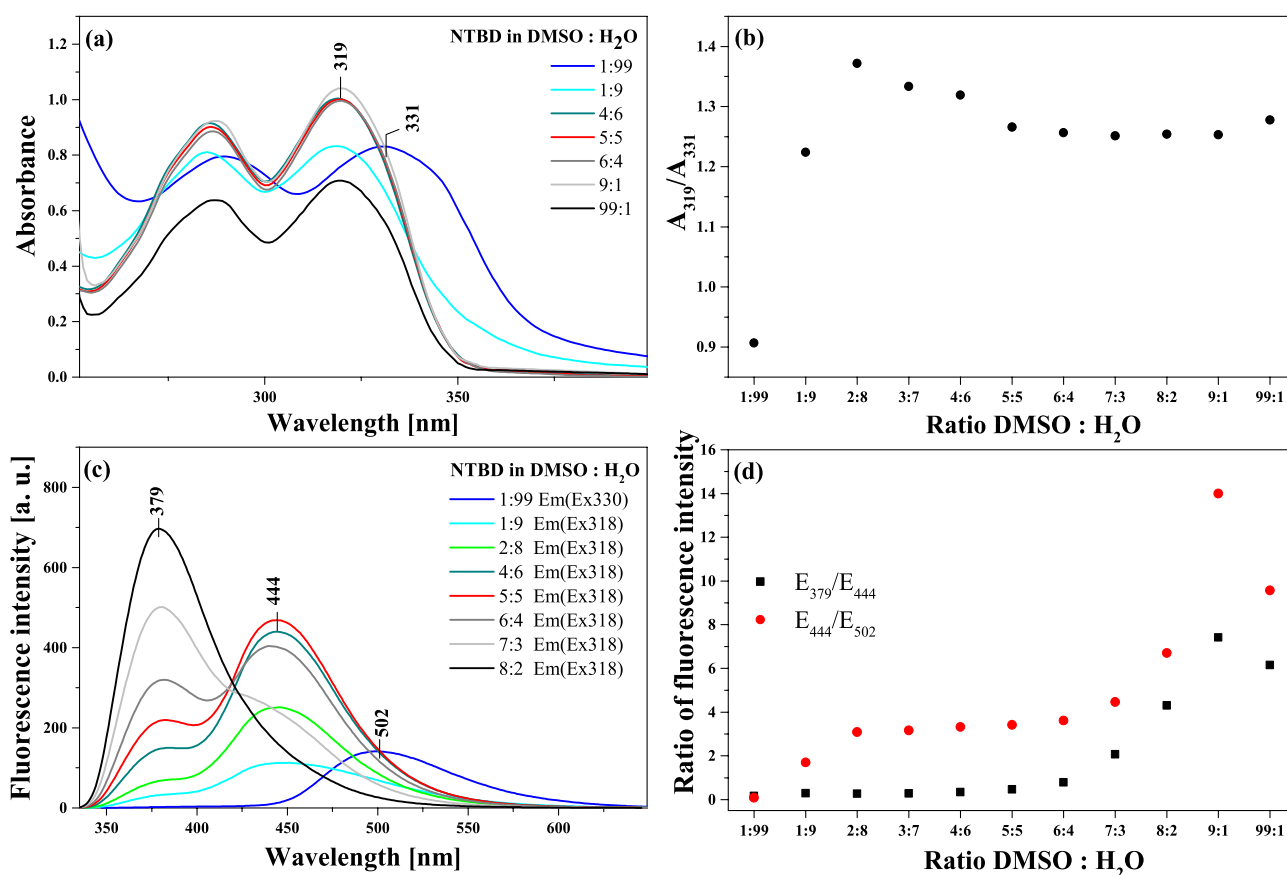 (a)
NTBD in DMSO : H₂O
1:99
1:9
4:6
5:5
6:4
9:1
99:1
319
331
1.2
1.0
0.8
0.6
0.4
0.2
0.0
Absorbance
300
350
Wavelength [nm]
(b)
1.4
1.3
1.2
1.1
1.0
0.9
A₃₁₉/A₃₃₁
1:99 1:9 2:8 3:7 4:6 5:5 6:4 7:3 8:2 9:1 99:1
Ratio DMSO : H₂O
(c)
NTBD in DMSO : H₂O
1:99 Em(Ex330)
1:9 Em(Ex318)
2:8 Em(Ex318)
4:6 Em(Ex318)
5:5 Em(Ex318)
6:4 Em(Ex318)
7:3 Em(Ex318)
8:2 Em(Ex318)
379
444
502
800
600
400
200
0
Fluorescence intensity [a. u.]
350 400 450 500 550 600
Wavelength [nm]
(d)
16
14
12
10
8
6
4
2
0
Ratio of fluorescence intensity
E₃₇₉/E₄₄₄
E₄₄₄/E₅₀₂
1:99 1:9 2:8 3:7 4:6 5:5 6:4 7:3 8:2 9:1 99:1
Ratio DMSO : H₂O